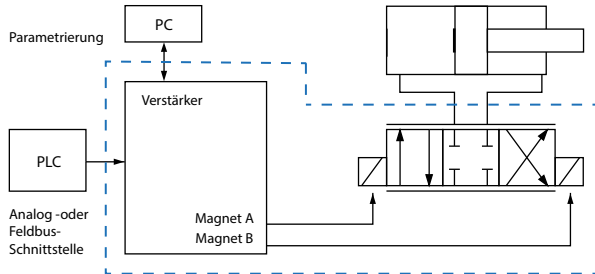 Parametrierung
PC
Verstärker
PLC
Analog -oder
Feldbus-
Schnittstelle
Magnet A
Magnet B